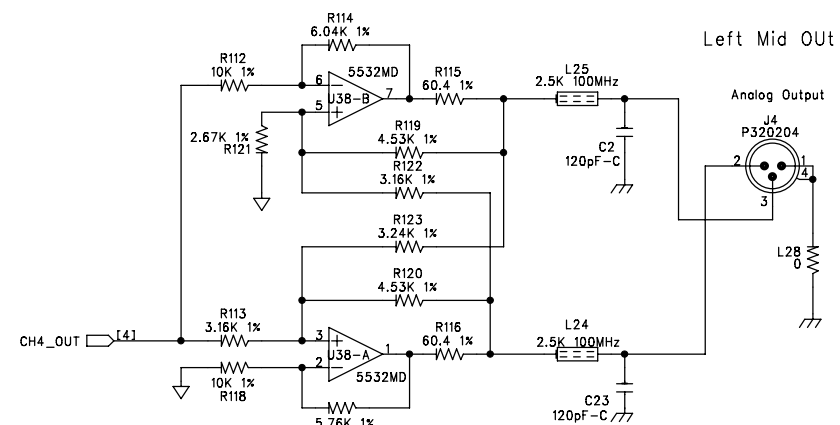 Left Mid OUt
R114
6.04K 1%
R112
10K 1%
6
5532MD
7
U38-B
5
R115
60.4 1%
L25
2.5K 100MHz
Analog Output
J4
P320204
2.67K 1%
R121
R119
4.53K 1%
R122
3.16K 1%
C2
120pF-C
2
1
4
3
R123
3.24K 1%
R120
4.53K 1%
L28
0
CH4_OUT
[4]
R113
3.16K 1%
3
1
U38-A
2
5532MD
R116
60.4 1%
L24
2.5K 100MHz
10K 1%
R118
5.76K 1%
C23
120pF-C